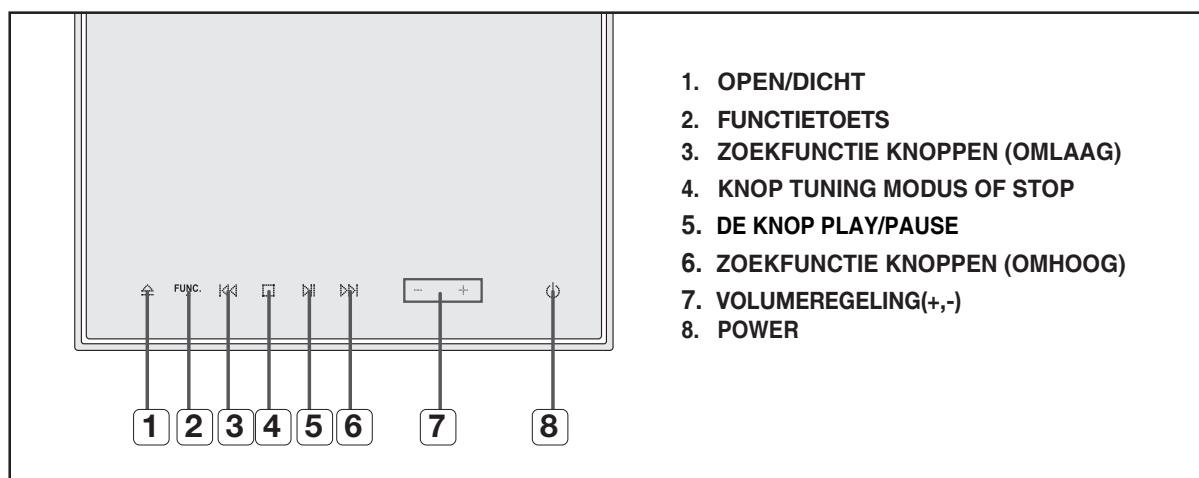 1. OPEN/DICHT
2. FUNCTIETOETS
3. ZOEKFUNCTIE KNOPPEN (OMLAAG)
4. KNOP TUNING MODUS OF STOP
5. DE KNOP PLAY/PAUSE
6. ZOEKFUNCTIE KNOPPEN (OMHOOG)
7. VOLUMEREGELING(+,-)
8. POWER
FUNC. - +
1 2 3 4 5 6 7 8